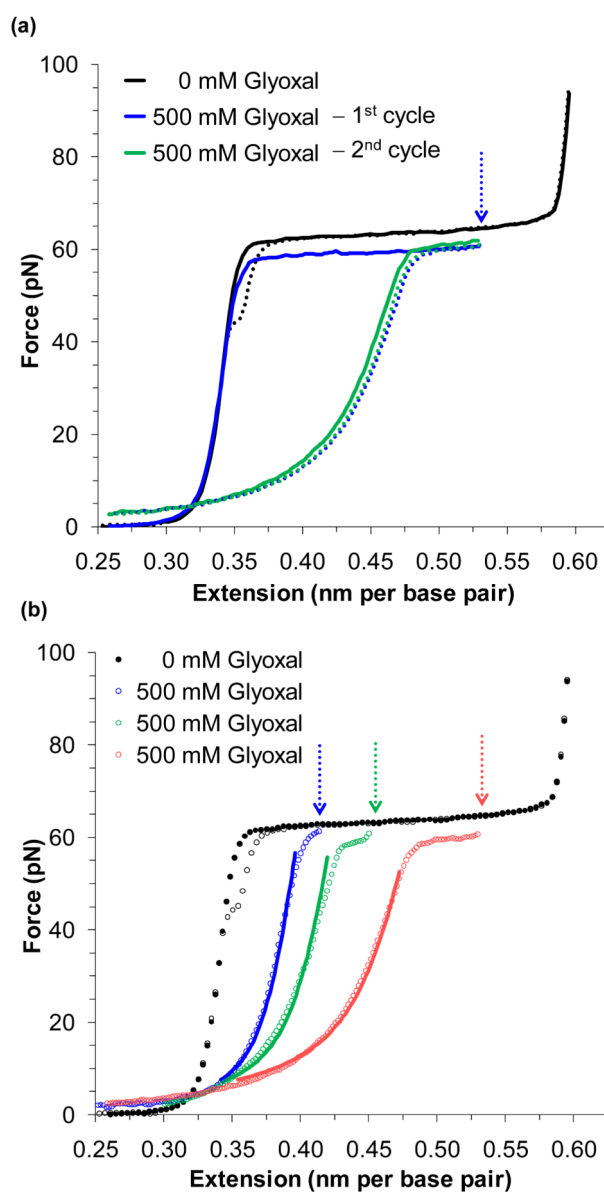 (a)
100
0 mM Glyoxal
500 mM Glyoxal – 1st cycle
80
500 mM Glyoxal – 2nd cycle
60
40
20
0
Force (pN)
0.25 0.30 0.35 0.40 0.45 0.50 0.55 0.60
Extension (nm per base pair)
(b)
100
0 mM Glyoxal
500 mM Glyoxal
80
500 mM Glyoxal
500 mM Glyoxal
60
40
20
0
Force (pN)
0.25 0.30 0.35 0.40 0.45 0.50 0.55 0.60
Extension (nm per base pair)